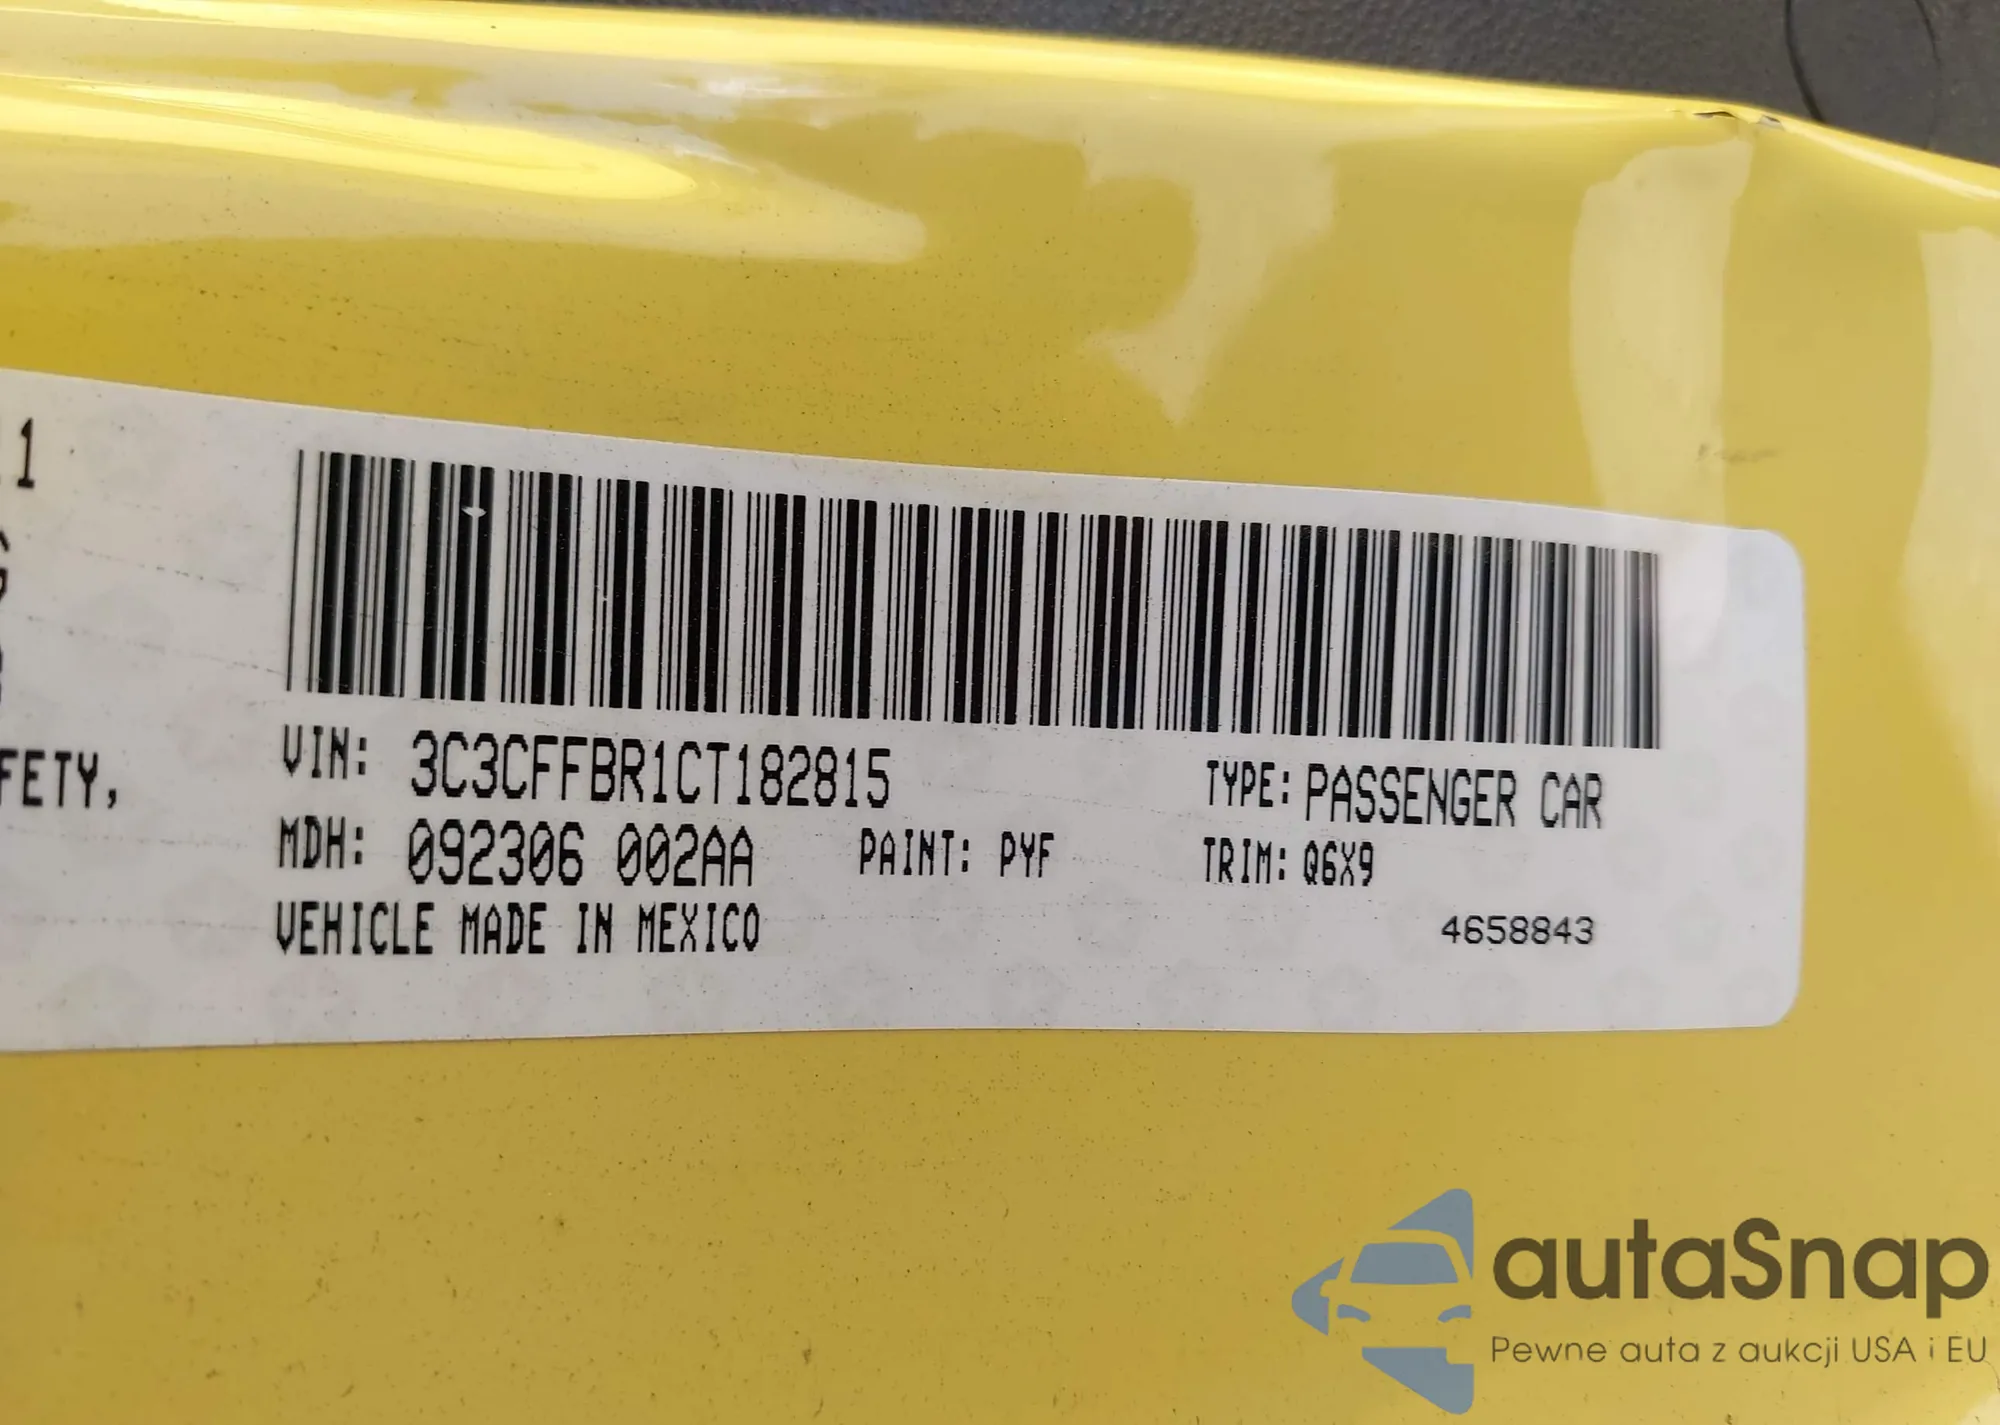 11
FETY,
VIN: 3C3CFFBR1CT182815
TYPE: PASSENGER CAR
MDH: 092306 002AA
PAINT: PYF
TRIM: Q6X9
VEHICLE MADE IN MEXICO
4658843
autaSnap
Pewne auta z aukcji USA i EU